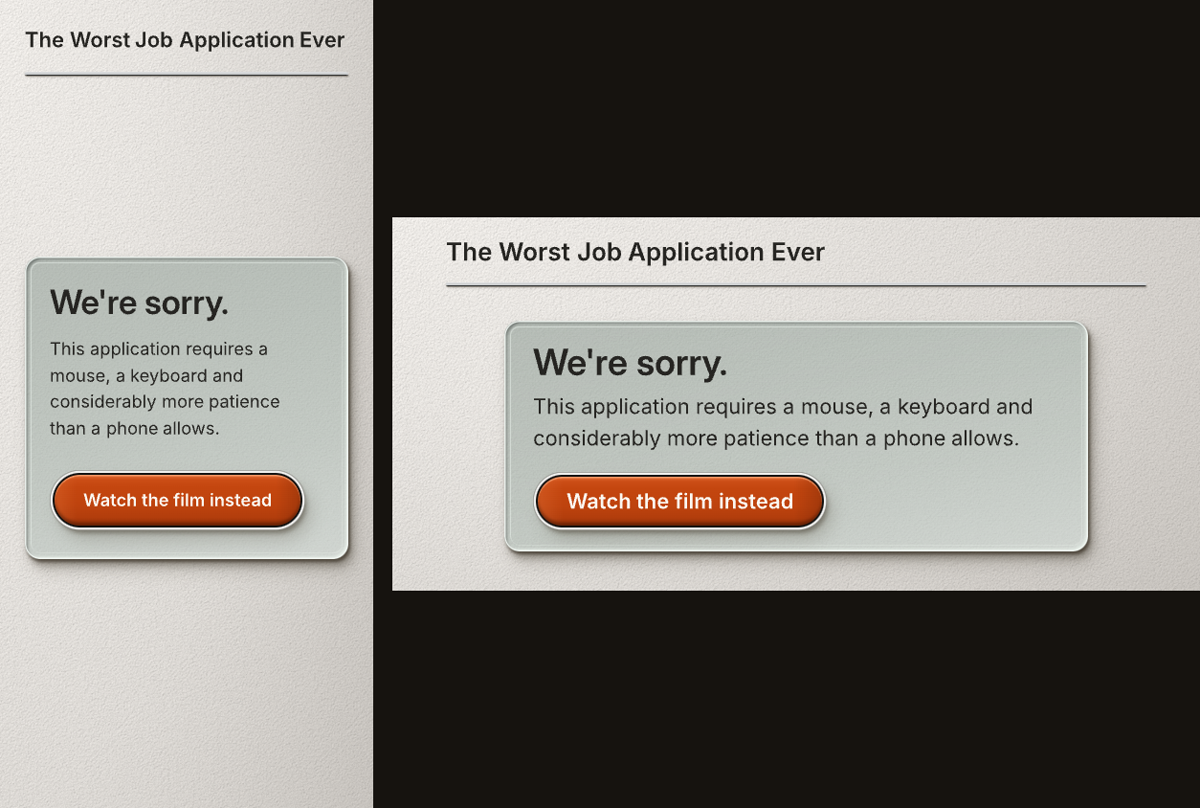 The Worst Job Application Ever
We're sorry.
This application requires a
mouse, a keyboard and
considerably more patience
than a phone allows.
Watch the film instead
The Worst Job Application Ever
We're sorry.
This application requires a mouse, a keyboard and
considerably more patience than a phone allows.
Watch the film instead